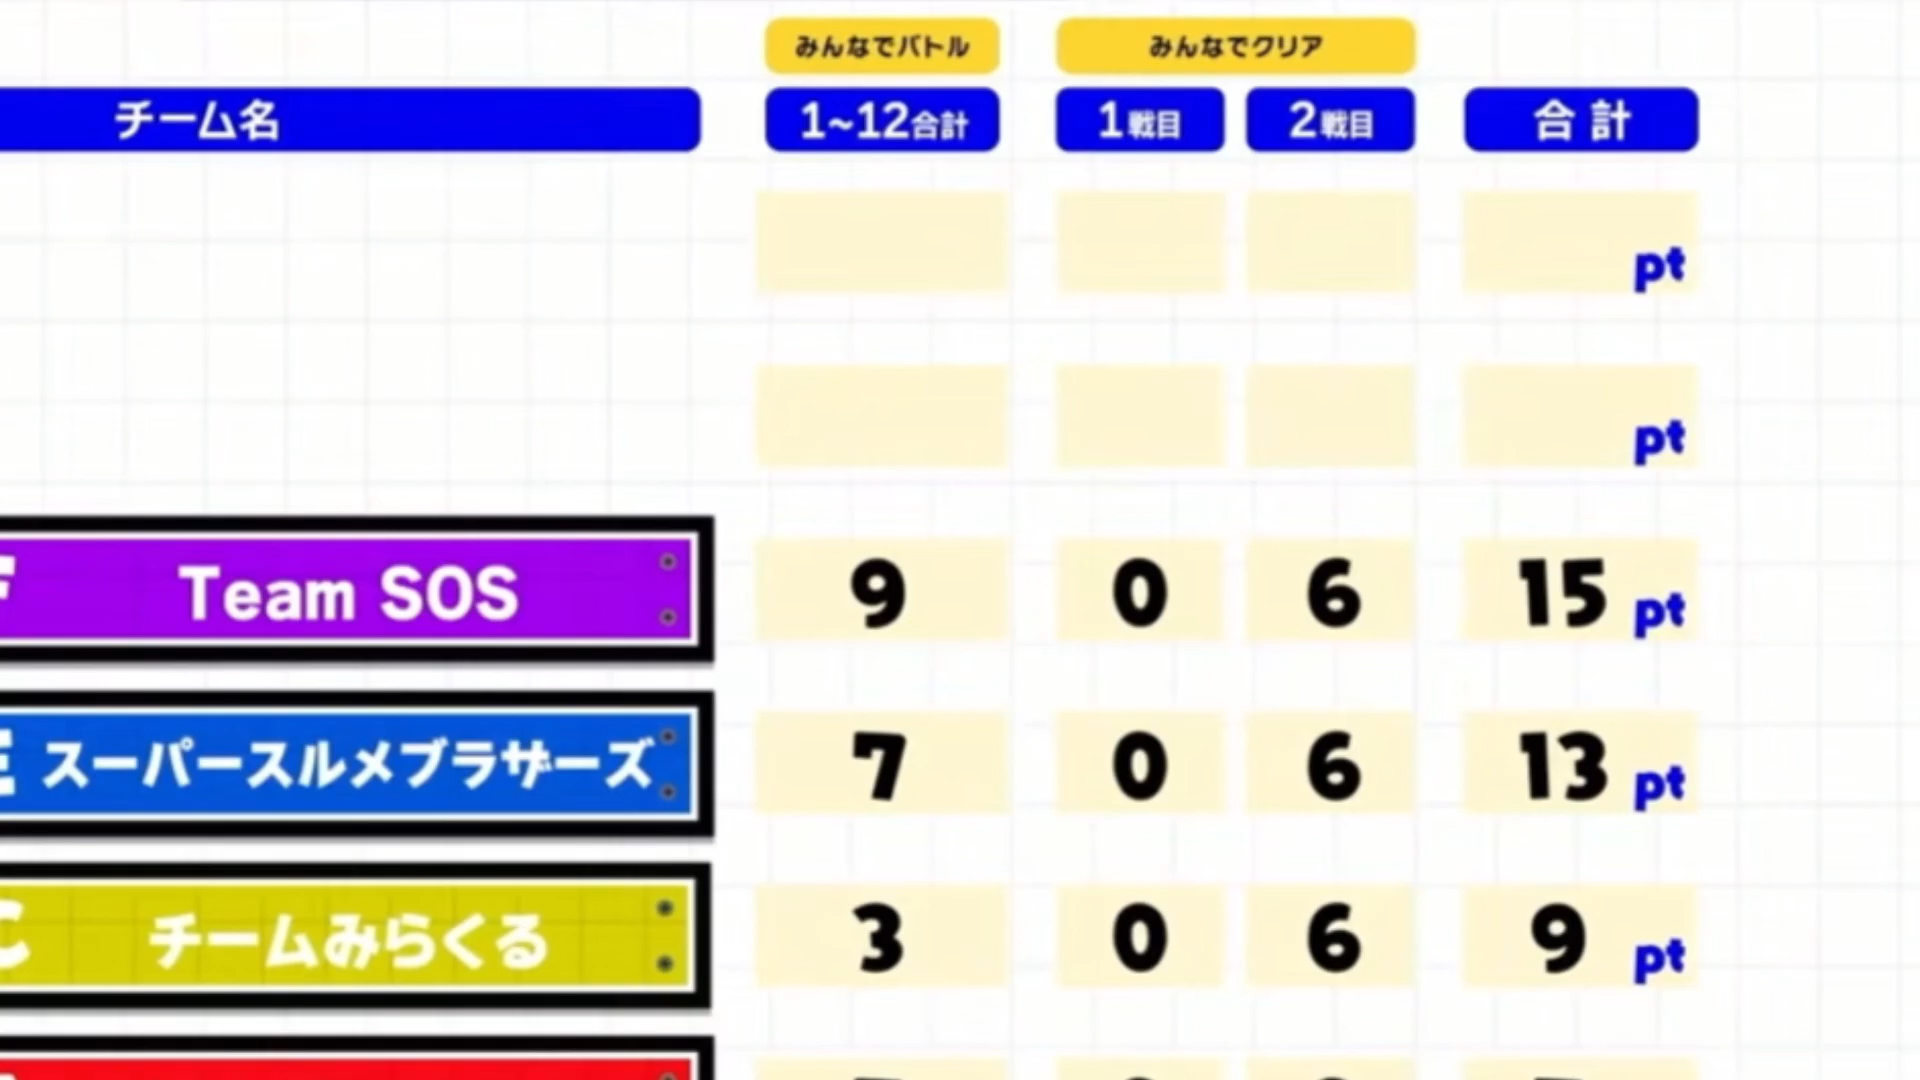 みんなでバトル みんなでクリア
チーム名 1~12合計 1戦目 2戦目 合計
pt
pt
Team SOS 9 0 6 15 pt
スーパースルメブラザーズ 7 0 6 13 pt
C チームみらくる 3 0 6 9 pt